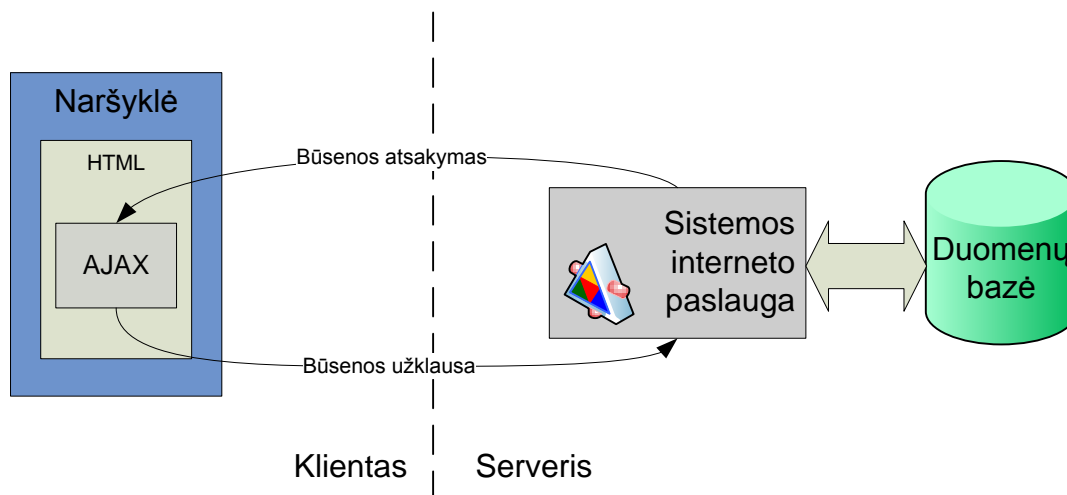 Naršyklė
HTML
AJAX
Būsenos atsakymas
Būsenos užklausa
Sistemos
interneto
paslauga
Duomenų
bazė
Klientas
Serveris